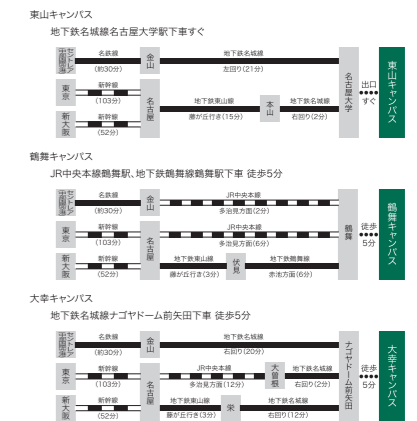 東山キャンパス
地下鉄名城線名古屋大学駅下車すぐ
中部国際空港
セントレア
名鉄線
(約30分)
金山
地下鉄名城線
左回り(21分)
東京
新幹線
(103分)
名古屋
新大阪
新幹線
(52分)
地下鉄東山線
藤が丘行き(15分)
本山
地下鉄名城線
右回り(2分)
名古屋大学
出口
すぐ
東山キャンパス
鶴舞キャンパス
JR中央本線鶴舞駅、地下鉄鶴舞線鶴舞駅下車 徒歩5分
中部国際空港
セントレア
名鉄線
(約30分)
金山
JR中央本線
多治見方面(2分)
東京
新幹線
(103分)
名古屋
JR中央本線
多治見方面(6分)
新大阪
新幹線
(52分)
地下鉄東山線
藤が丘行き(3分)
伏見
地下鉄鶴舞線
赤池方面(6分)
鶴舞
徒歩
5分
鶴舞キャンパス
大幸キャンパス
地下鉄名城線ナゴヤドーム前矢田下車 徒歩5分
中部国際空港
セントレア
名鉄線
(約30分)
金山
地下鉄名城線
右回り(20分)
東京
新幹線
(103分)
名古屋
JR中央本線
多治見方面(12分)
大曽根
地下鉄名城線
右回り(2分)
新大阪
新幹線
(52分)
地下鉄東山線
藤が丘行き(3分)
栄
地下鉄名城線
右回り(12分)
ナゴヤドーム前矢田
徒歩
5分
大幸キャンパス